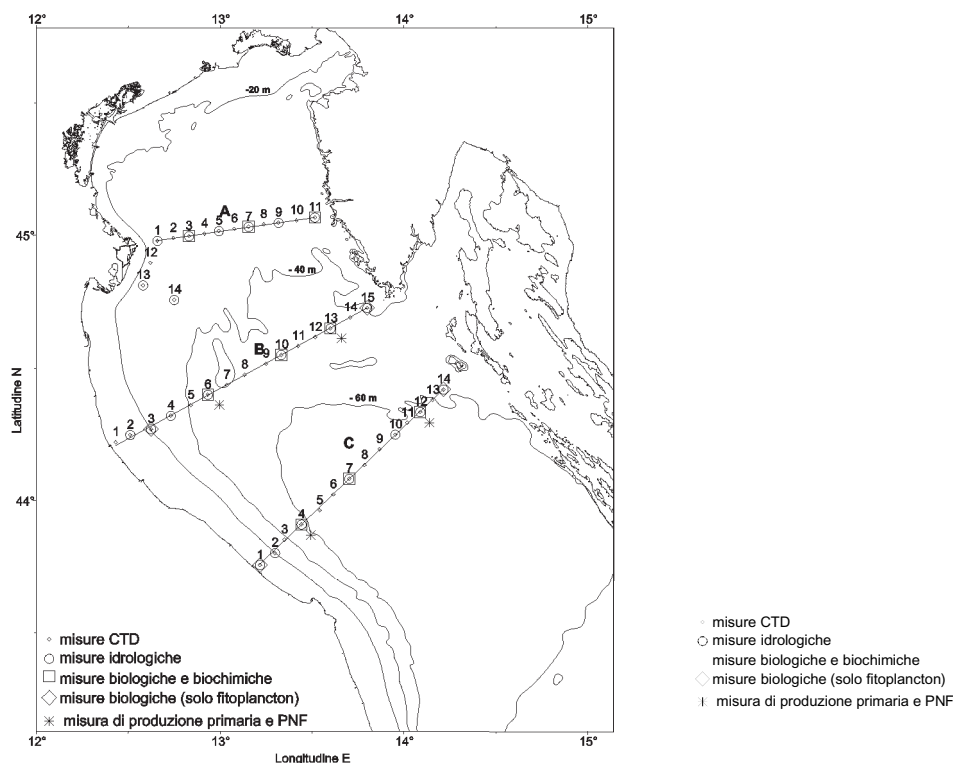 12° 13° 14° 15°
-20 m
A
1 2 3 4 5 6 7 8 9 10 11
45°
12
13
14
- 40 m
B
1 2 3 4 5 6 7 8 9 10 11 12 13 14 15
- 60 m
C
1 2 3 4 5 6 7 8 9 10 11 12 13 14
44°
Latitudine N
misure CTD
misure idrologiche
misure biologiche e biochimiche
misure biologiche (solo fitoplancton)
misura di produzione primaria e PNF
12° 13° 14° 15°
Longitudine E
misure CTD
misure idrologiche
misure biologiche e biochimiche
misure biologiche (solo fitoplancton)
misura di produzione primaria e PNF